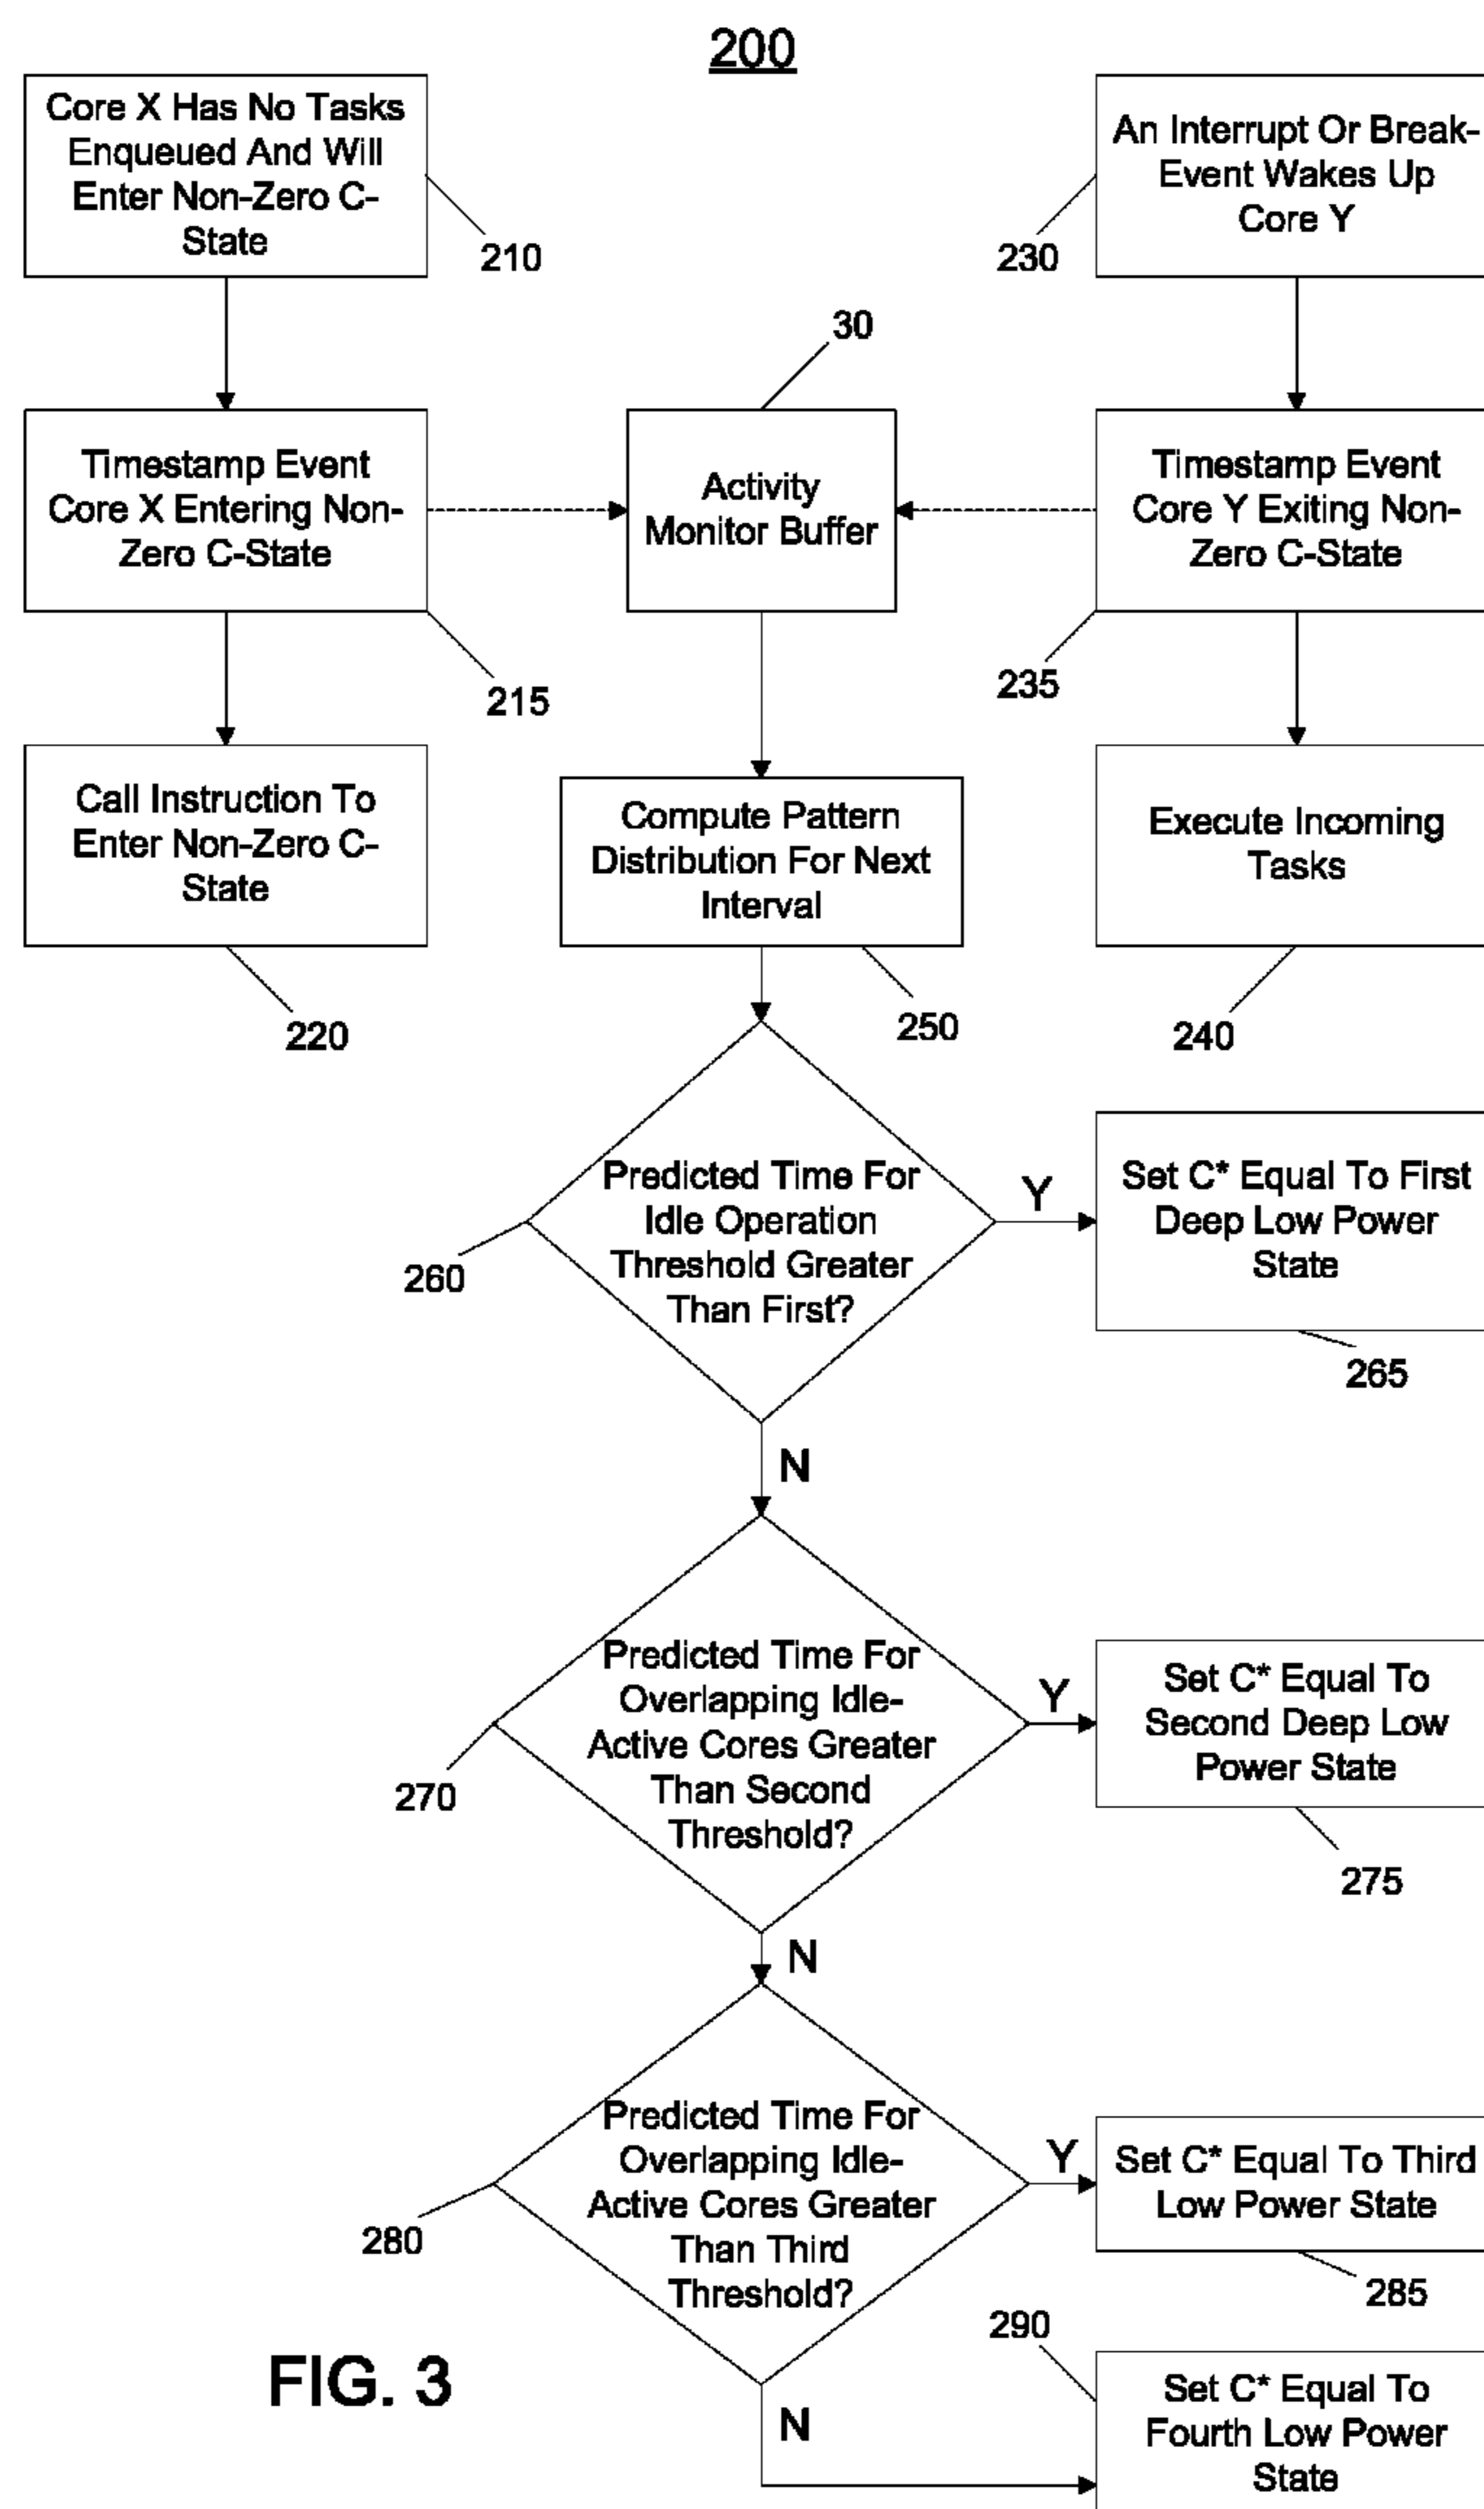 200
Core X Has No Tasks
Enqueued And Will
Enter Non-Zero C-
State
210
An Interrupt Or Break-
Event Wakes Up
Core Y
230
30
Timestamp Event
Core X Entering Non-
Zero C-State
215
Activity
Monitor Buffer
Timestamp Event
Core Y Exiting Non-
Zero C-State
235
Call Instruction To
Enter Non-Zero C-
State
220
Compute Pattern
Distribution For Next
Interval
250
Execute Incoming
Tasks
240
Predicted Time For
Idle Operation
Threshold Greater
Than First?
260
Y
Set C* Equal To First
Deep Low Power
State
265
N
Predicted Time For
Overlapping Idle-
Active Cores Greater
Than Second
Threshold?
270
Y
Set C* Equal To
Second Deep Low
Power State
275
N
Predicted Time For
Overlapping Idle-
Active Cores Greater
Than Third
Threshold?
280
Y
Set C* Equal To Third
Low Power State
285
290
N
Set C* Equal To
Fourth Low Power
State
FIG. 3